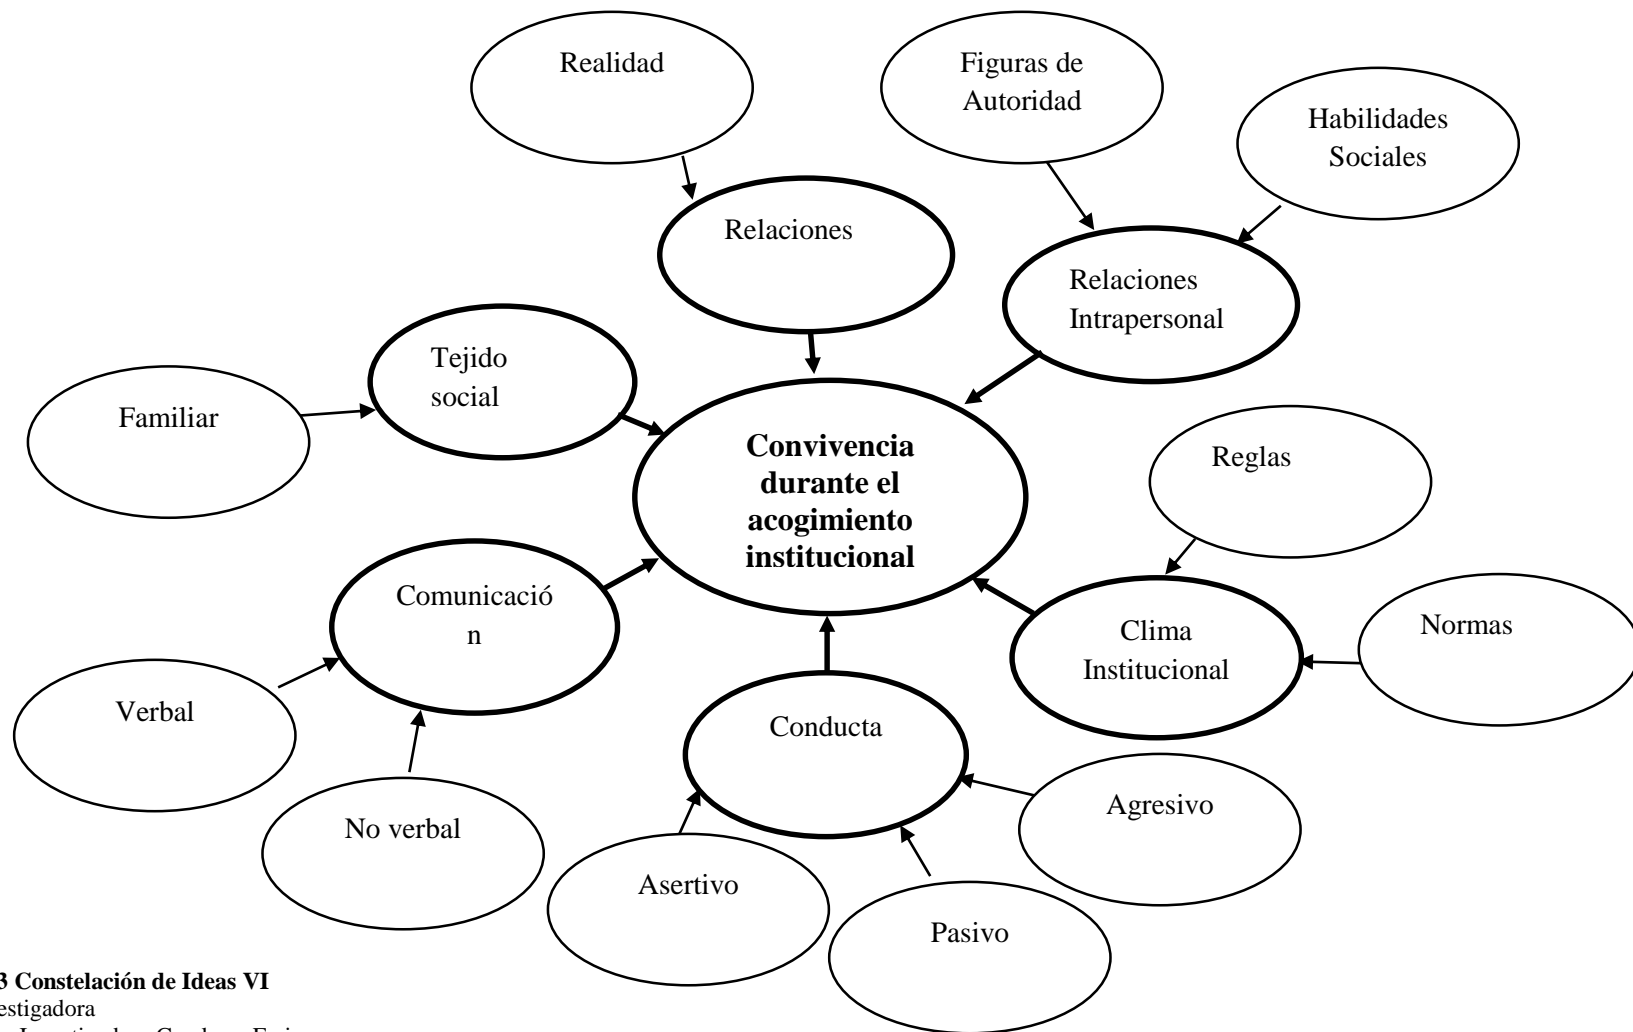 Realidad
Figuras de
Autoridad
Habilidades
Sociales
Relaciones
Relaciones
Intrapersonal
Tejido
social
Familiar
Convivencia
durante el
acogimiento
institucional
Reglas
Comunicació
n
Clima
Institucional
Normas
Verbal
Conducta
No verbal
Agresivo
Asertivo
Pasivo
3 Constelación de Ideas VI
estigadora